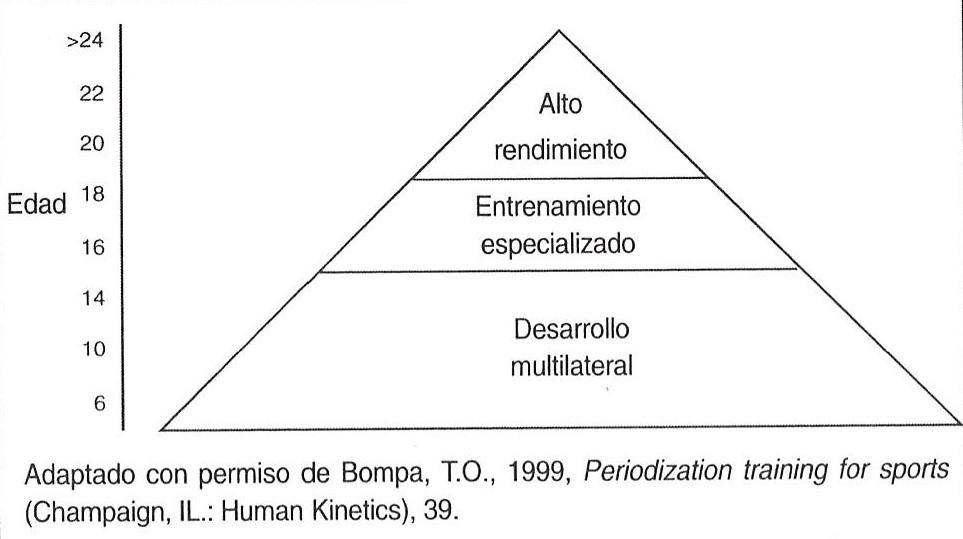 >24
22
Alto
20
rendimiento
Edad
18
Entrenamiento
16
especializado
14
Desarrollo
10
multilateral
6
Adaptado con permiso de Bompa, T.O., 1999, Periodization training for sports
(Champaign, IL.: Human Kinetics), 39.